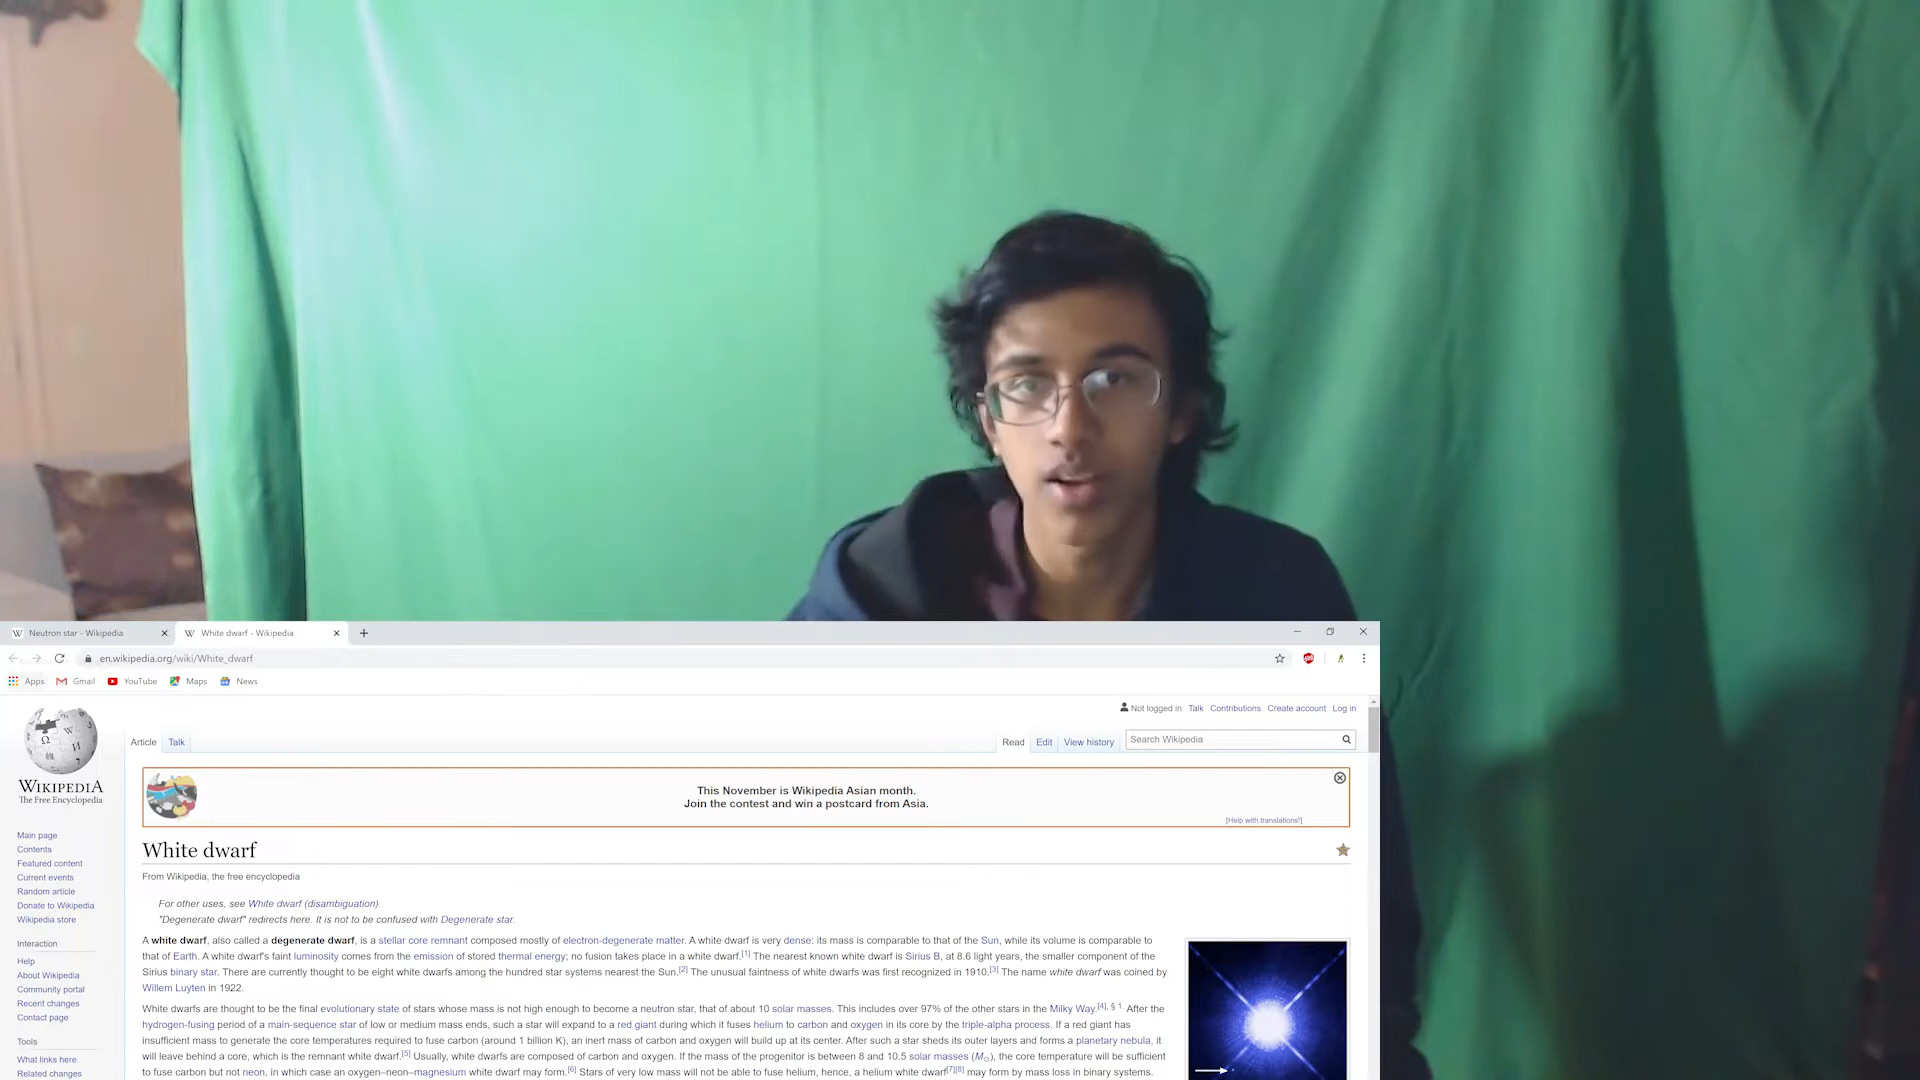 Neutron star - Wikipedia
White dwarf - Wikipedia
en.wikipedia.org/wiki/White_dwarf
Apps Gmail YouTube Maps News
Not logged in Talk Contributions Create account Log in
Article Talk
Read Edit View history Search Wikipedia
WIKIPEDIA
The Free Encyclopedia
This November is Wikipedia Asian month.
Join the contest and win a postcard from Asia.
[Help with translations!]
Main page
Contents
Featured content
Current events
Random article
Donate to Wikipedia
Wikipedia store
Interaction
Help
About Wikipedia
Community portal
Recent changes
Contact page
Tools
What links here
Related changes
White dwarf
From Wikipedia, the free encyclopedia
For other uses, see White dwarf (disambiguation).
"Degenerate dwarf" redirects here. It is not to be confused with Degenerate star.
A white dwarf, also called a degenerate dwarf, is a stellar core remnant composed mostly of electron-degenerate matter. A white dwarf is very dense: its mass is comparable to that of the Sun, while its volume is comparable
to that of Earth. A white dwarf's faint luminosity comes from the emission of stored thermal energy; no fusion takes place in a white dwarf.[1] The nearest known white dwarf is Sirius B, at 8.6 light years, the smaller component of the
Sirius binary star. There are currently thought to be eight white dwarfs among the hundred star systems nearest the Sun.[2] The unusual faintness of white dwarfs was first recognized in 1910.[3] The name white dwarf was coined by
Willem Luyten in 1922.
White dwarfs are thought to be the final evolutionary state of stars whose mass is not high enough to become a neutron star, that of about 10 solar masses. This includes over 97% of the other stars in the Milky Way.[4], § 1. After the
hydrogen-fusing period of a main-sequence star of low or medium mass ends, such a star will expand to a red giant during which it fuses helium to carbon and oxygen in its core by the triple-alpha process. If a red giant has
insufficient mass to generate the core temperatures required to fuse carbon (around 1 billion K), an inert mass of carbon and oxygen will build up at its center. After such a star sheds its outer layers and forms a planetary nebula, it
will leave behind a core, which is the remnant white dwarf.[5] Usually, white dwarfs are composed of carbon and oxygen. If the mass of the progenitor is between 8 and 10.5 solar masses (M☉), the core temperature will be sufficient
to fuse carbon but not neon, in which case an oxygen–neon–magnesium white dwarf may form.[6] Stars of very low mass will not be able to fuse helium, hence, a helium white dwarf[7][8] may form by mass loss in binary systems.